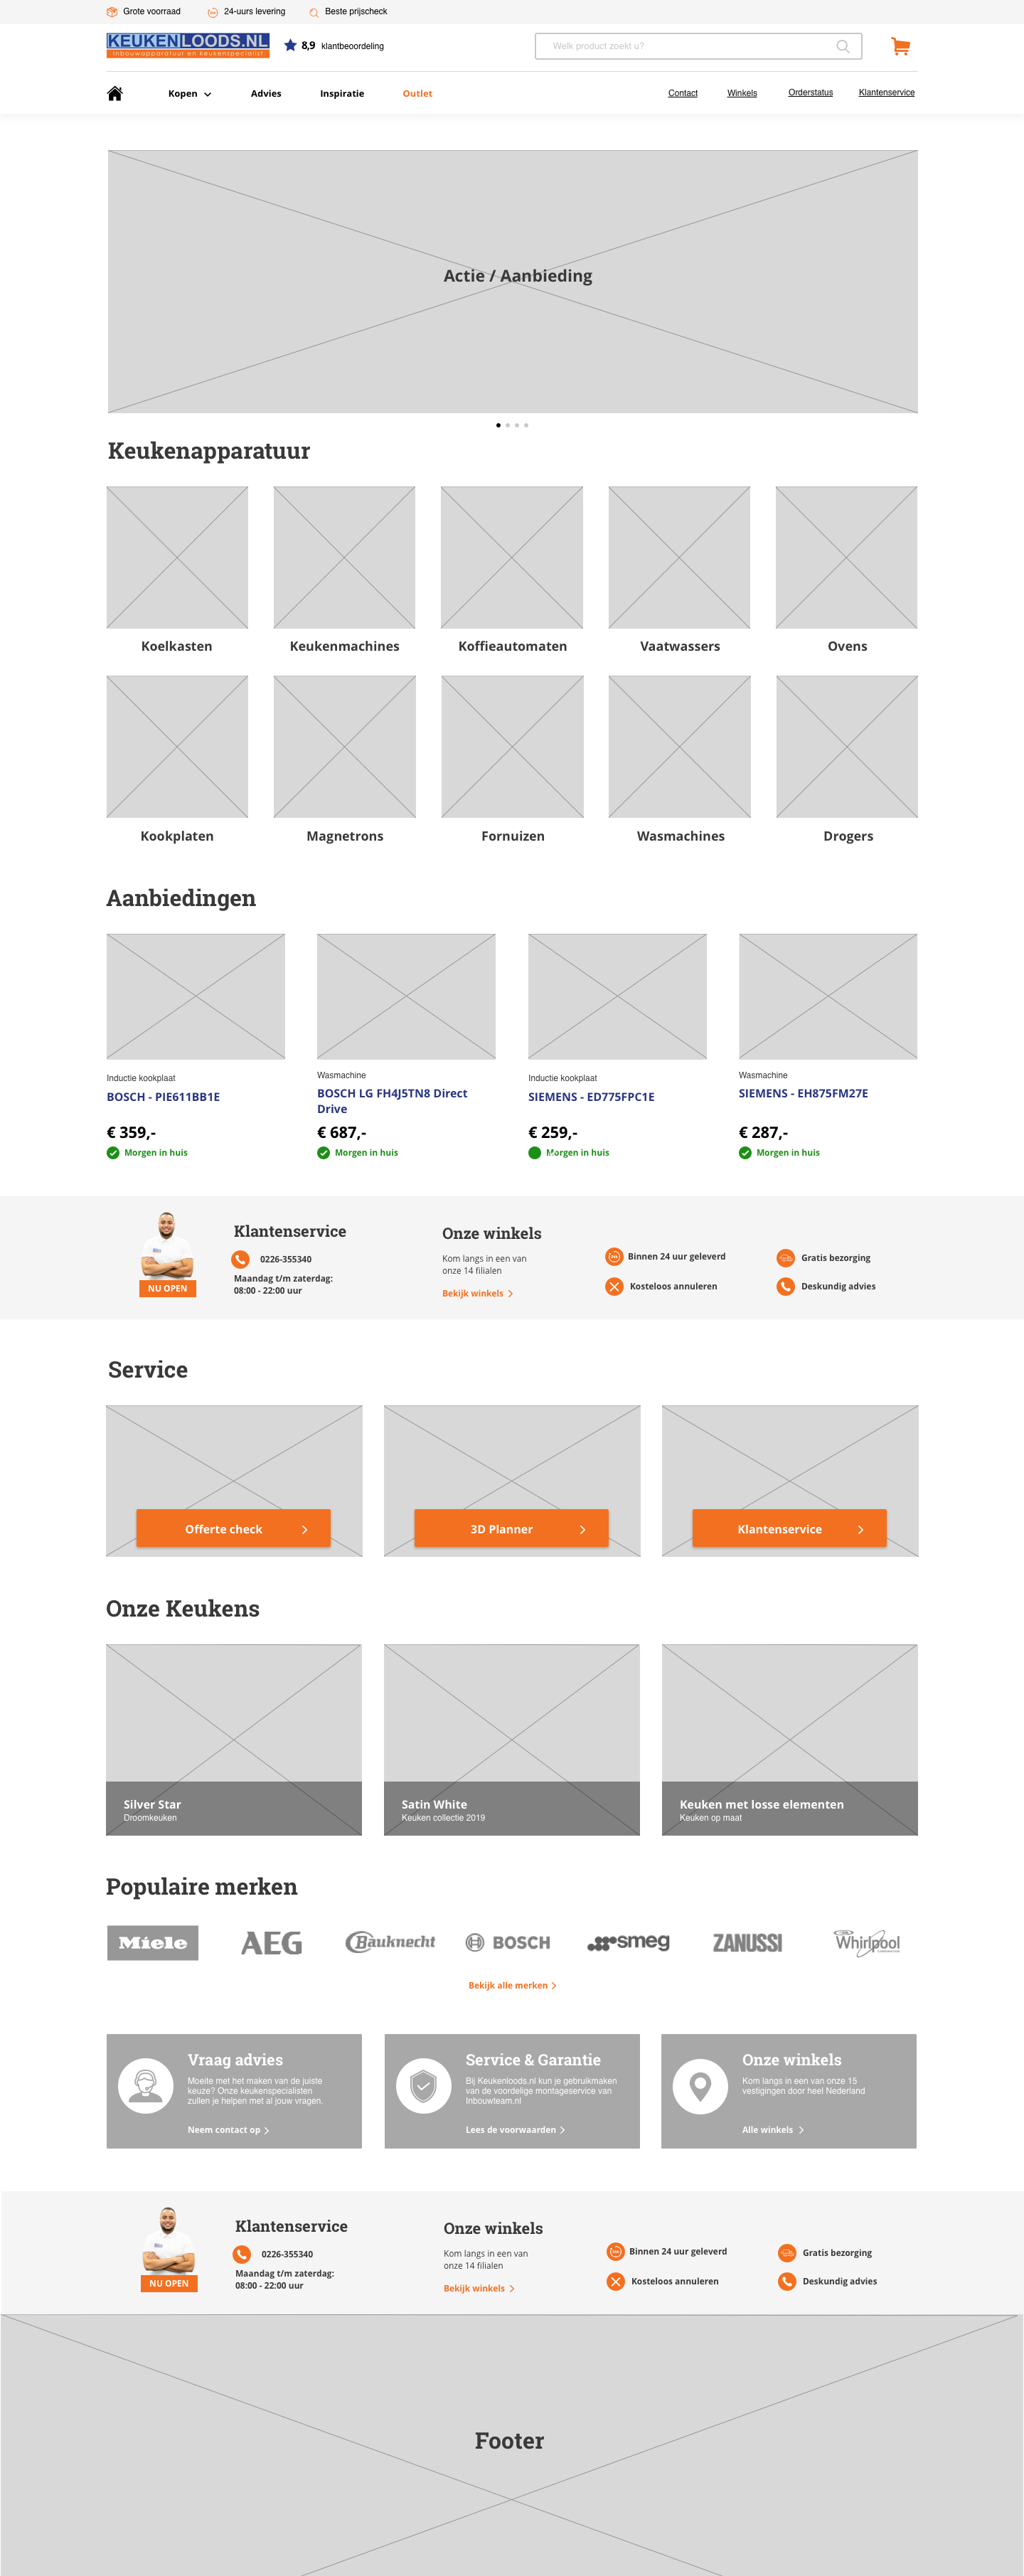 Grote voorraad
24-uurs levering
Beste prijscheck
KEUKENLOODS.NL
Inbouwapparatuur en keukenspecialist
8,9 klantbeoordeling
Welk product zoekt u?
Kopen
Advies
Inspiratie
Outlet
Contact
Winkels
Orderstatus
Klantenservice
Actie / Aanbieding
Keukenapparatuur
Koelkasten
Keukenmachines
Koffieautomaten
Vaatwassers
Ovens
Kookplaten
Magnetrons
Fornuizen
Wasmachines
Drogers
Aanbiedingen
Inductie kookplaat
BOSCH - PIE611BB1E
€ 359,-
Morgen in huis
Wasmachine
BOSCH LG FH4J5TN8 Direct
Drive
€ 687,-
Morgen in huis
Inductie kookplaat
SIEMENS - ED775FPC1E
€ 259,-
Morgen in huis
Wasmachine
SIEMENS - EH875FM27E
€ 287,-
Morgen in huis
NU OPEN
Klantenservice
0226-355340
Maandag t/m zaterdag:
08:00 - 22:00 uur
Onze winkels
Kom langs in een van
onze 14 filialen
Bekijk winkels
Binnen 24 uur geleverd
Kosteloos annuleren
Gratis bezorging
Deskundig advies
Service
Offerte check
3D Planner
Klantenservice
Onze Keukens
Silver Star
Droomkeuken
Satin White
Keuken collectie 2019
Keuken met losse elementen
Keuken op maat
Populaire merken
Miele
AEG
Bauknecht
BOSCH
smeg
ZANUSSI
Whirlpool
Bekijk alle merken
Vraag advies
Moeite met het maken van de juiste
keuze? Onze keukenspecialisten
zullen je helpen met al jouw vragen.
Neem contact op
Service & Garantie
Bij Keukenloods.nl kun je gebruikmaken
van de voordelige montageservice van
Inbouwteam.nl
Lees de voorwaarden
Onze winkels
Kom langs in een van onze 15
vestigingen door heel Nederland
Alle winkels
NU OPEN
Klantenservice
0226-355340
Maandag t/m zaterdag:
08:00 - 22:00 uur
Onze winkels
Kom langs in een van
onze 14 filialen
Bekijk winkels
Binnen 24 uur geleverd
Kosteloos annuleren
Gratis bezorging
Deskundig advies
Footer